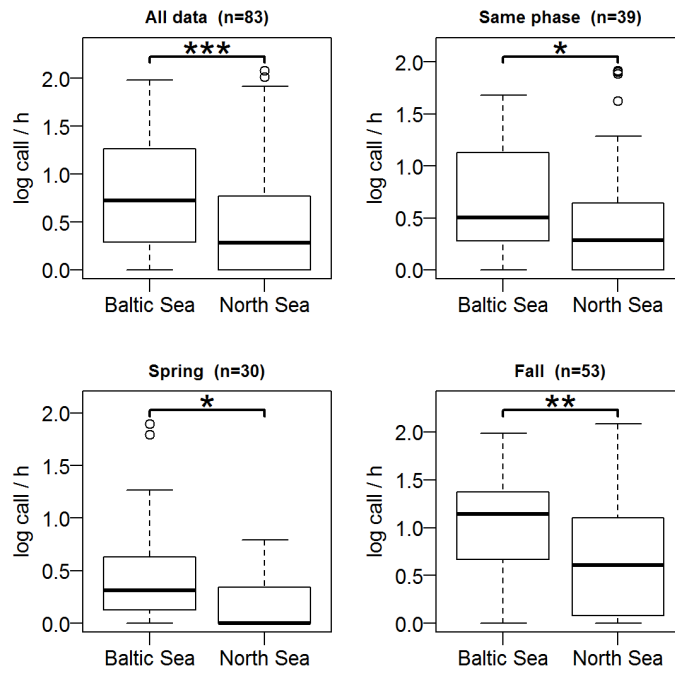 All data (n=83)
***
log call / h
2.0
1.5
1.0
0.5
0.0
Baltic Sea North Sea
Same phase (n=39)
*
log call / h
2.0
1.5
1.0
0.5
0.0
Baltic Sea North Sea
Spring (n=30)
*
log call / h
2.0
1.5
1.0
0.5
0.0
Baltic Sea North Sea
Fall (n=53)
**
log call / h
2.0
1.5
1.0
0.5
0.0
Baltic Sea North Sea